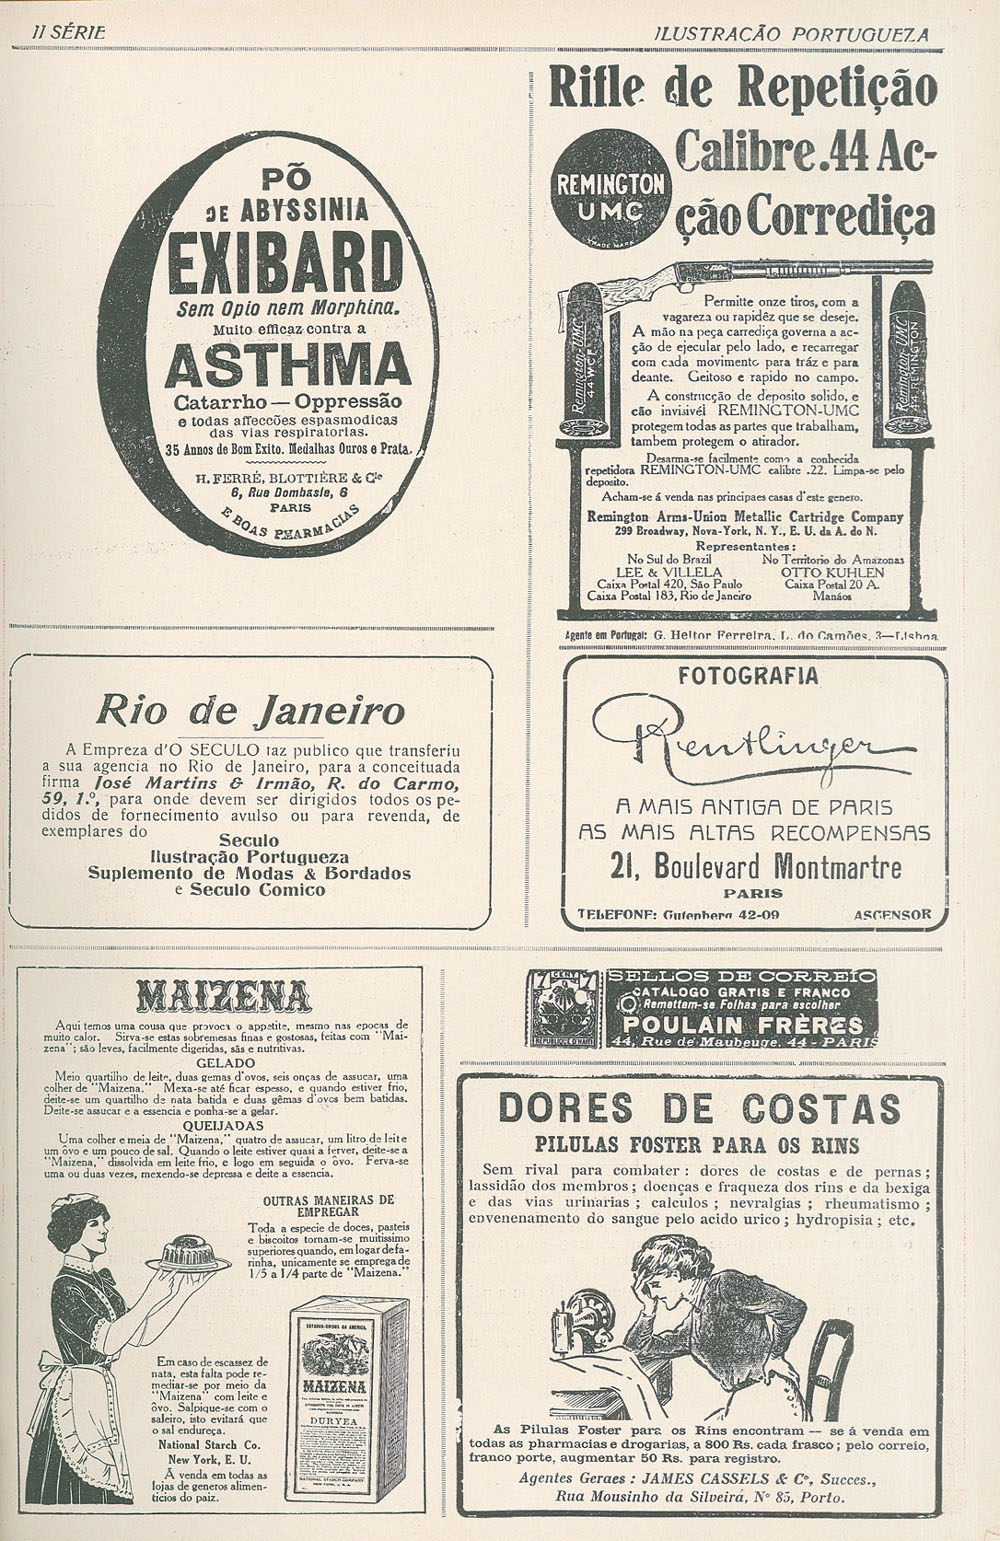 II SÉRIE
ILUSTRAÇÃO PORTUGUEZA
PÕ
DE ABYSSINIA
EXIBARD
Sem Opio nem Morphina.
Muito efficaz contra a
ASTHMA
Catarrho — Oppressão
e todas affecções espasmodicas
das vias respiratorias.
35 Annos de Bom Exito. Medalhas Ouros e Prata.
H. FERRÉ, BLOTTIÈRE & Cie
6, Rue Dombasle, 6
PARIS
E BOAS PHARMACIAS
Rifle de Repetição
Calibre.44 Ac-
ção Corrediça
REMINGTON
UMC
TRADE MARK
Permitte onze tiros, com a
vagareza ou rapidêz que se deseje.
A mão na peça carrediça governa a ac-
ção de ejecular pelo lado, e recarregar
com cada movimento para tráz e para
deante. Geitoso e rapido no campo.
A construcção de deposito solido, e
cão invisivél REMINGTON-UMC
protegem todas as partes que trabalham,
tambem protegem o atirador.
Remington-UMC
44 W.C.F.
Remington-UMC
44-REMINGTON
Desarma-se facilmente como a conhecida
repetidora REMINGTON-UMC calibre .22. Limpa-se pelo
deposito.
Acham-se á venda nas principaes casas d'este genero.
Remington Arms-Union Metallic Cartridge Company
299 Broadway, Nova-York, N. Y., E. U. da A. do N.
Representantes:
No Sul do Brazil
LEE & VILLELA
Caixa Postal 420, São Paulo
Caixa Postal 183, Rio de Janeiro
No Territorio do Amazonas
OTTO KUHLEN
Caixa Postal 20 A.
Manáos
Agente em Portugal: G. Heitor Ferreira, L. do Camões, 3—Lisboa
Rio de Janeiro
A Empreza d'O SECULO faz publico que transferiu
a sua agencia no Rio de Janeiro, para a conceituada
firma José Martins & Irmão, R. do Carmo,
59, 1.º, para onde devem ser dirigidos todos os pe-
didos de fornecimento avulso ou para revenda, de
exemplares do
Seculo
Ilustração Portugueza
Suplemento de Modas & Bordados
e Seculo Comico
FOTOGRAFIA
Reutlinger
A MAIS ANTIGA DE PARIS
AS MAIS ALTAS RECOMPENSAS
21, Boulevard Montmartre
PARIS
TELEFONE: Gutenberg 42-09
ASCENSOR
MAIZENA
Aqui temos uma cousa que provoca o appetite, mesmo nas epocas de
muito calor. Sirva-se estas sobremesas finas e gostosas, feitas com "Mai-
zena"; são leves, facilmente digeridas, sãs e nutritivas.
GELADO
Meio quartilho de leite, duas gemas d'ovos, seis onças de assucar, uma
colher de "Maizena." Mexa-se até ficar espesso, e quando estiver frio,
deite-se um quartilho de nata batida e duas gêmas d'ovos bem batidas.
Deite-se assucar e a essencia e ponha-se a gelar.
QUEIJADAS
Uma colher e meia de "Maizena," quatro de assucar, um litro de leite
um ôvo e um pouco de sal. Quando o leite estiver quasi a ferver, deite-se a
"Maizena," dissolvida em leite frio, e logo em seguida o ôvo. Ferva-se
uma ou duas vezes, mexendo-se depressa e deite a essencia.
OUTRAS MANEIRAS DE
EMPREGAR
Toda a especie de doces, pasteis
e biscoitos tornam-se muitissimo
superiores quando, em logar de fa-
rinha, unicamente se emprega de
1/5 a 1/4 parte de "Maizena."
Em caso de escassez de
nata, esta falta pode re-
mediar-se por meio da
"Maizena" com leite e
ôvo. Salpique-se com o
saleiro, isto evitará que
o sal endureça.
National Starch Co.
New York, E. U.
Á venda em todas as
lojas de generos alimen-
ticios do paiz.
ESTADOS-UNIDOS DA AMERICA
MAIZENA
DURYEA
NATIONAL STARCH COMPANY
NEW YORK, U.S.A.
7 CENT 7
REPUBLIQUE D'HAITI
SELLOS DE CORREIO
CATALOGO GRATIS E FRANCO
Remettem-se Folhas para escolher
POULAIN FRÈRES
44, Rue de Maubeuge, 44 - PARIS
DORES DE COSTAS
PILULAS FOSTER PARA OS RINS
Sem rival para combater: dores de costas e de pernas;
lassidão dos membros; doenças e fraqueza dos rins e da bexiga
e das vias urinarias; calculos; nevralgias; rheumatismo;
envenenamento do sangue pelo acido urico; hydropisia; etc.
As Pilulas Foster para os Rins encontram — se á venda em
todas as pharmacias e drogarias, a 800 Rs. cada frasco; pelo correio,
franco porte, augmentar 50 Rs. para registro.
Agentes Geraes: JAMES CASSELS & Cº, Succes.,
Rua Mousinho da Silveira, Nº 85, Porto.